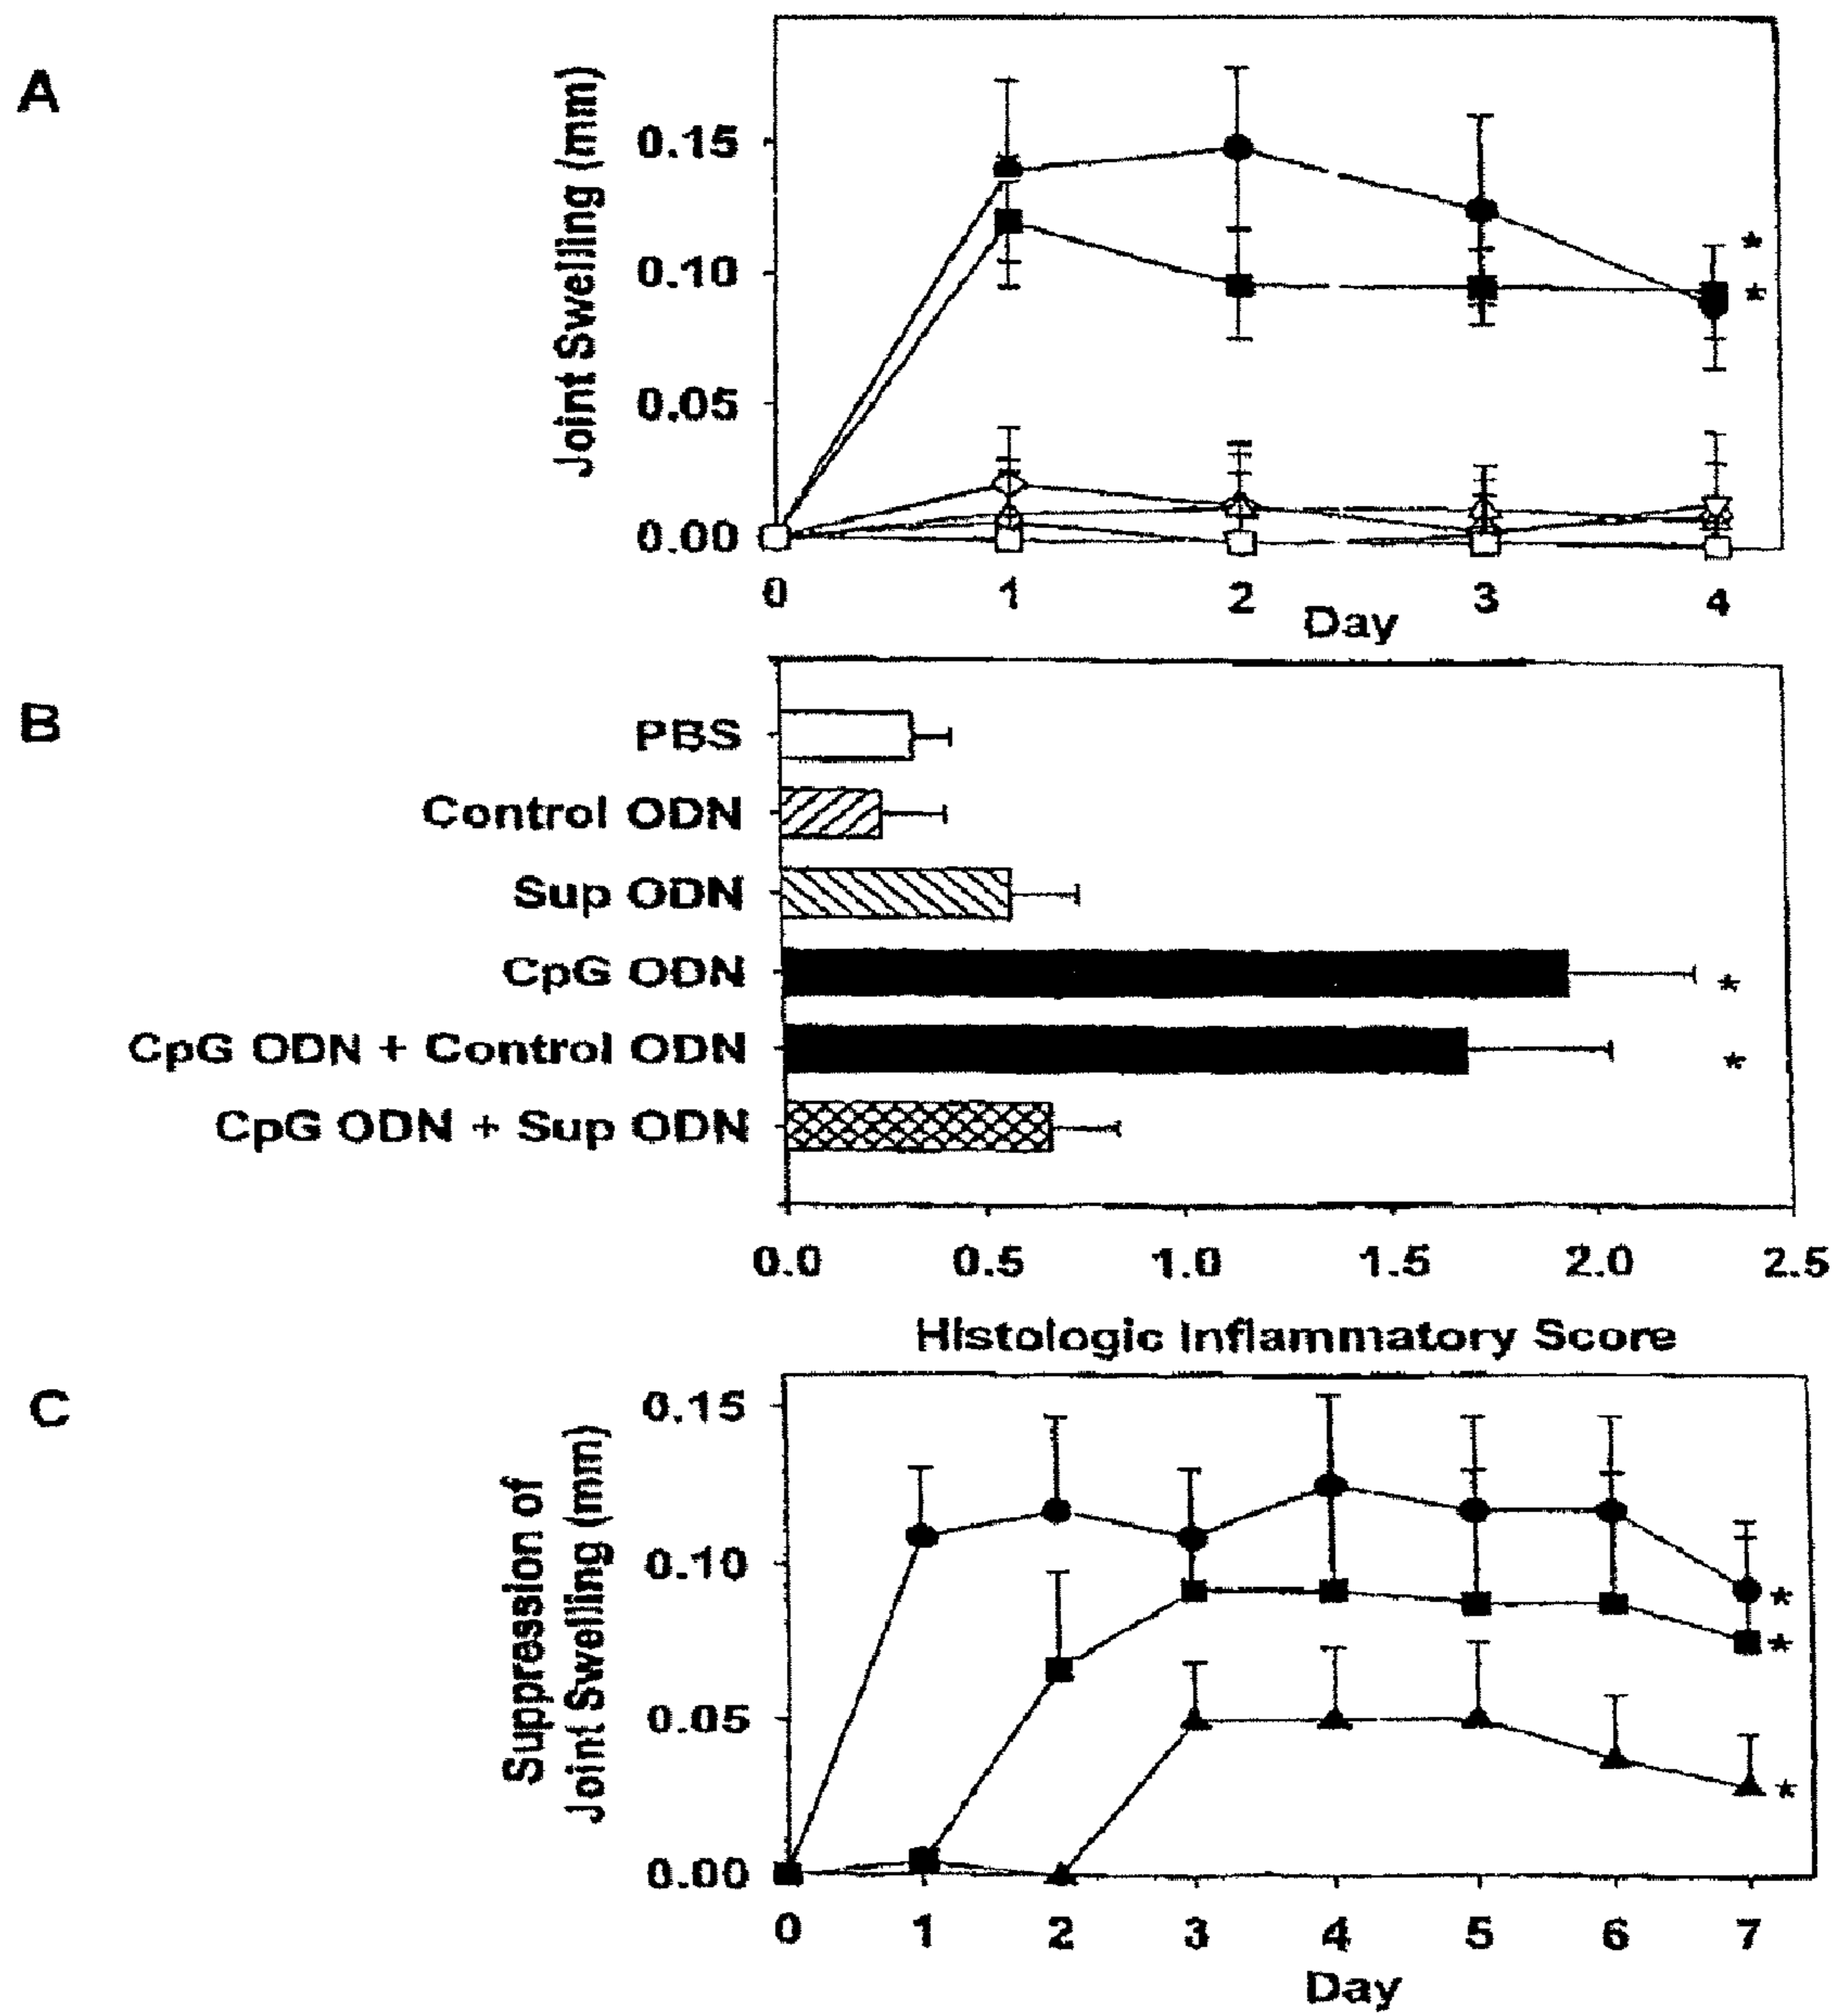 A
Joint Swelling (mm)
0.15
0.10
0.05
0.00
0 1 2 3 4
Day
*
*
B
PBS
Control ODN
Sup ODN
CpG ODN
*
CpG ODN + Control ODN
*
CpG ODN + Sup ODN
0.0 0.5 1.0 1.5 2.0 2.5
Histologic Inflammatory Score
C
Suppression of
Joint Swelling (mm)
0.15
0.10
0.05
0.00
*
*
*
0 1 2 3 4 5 6 7
Day